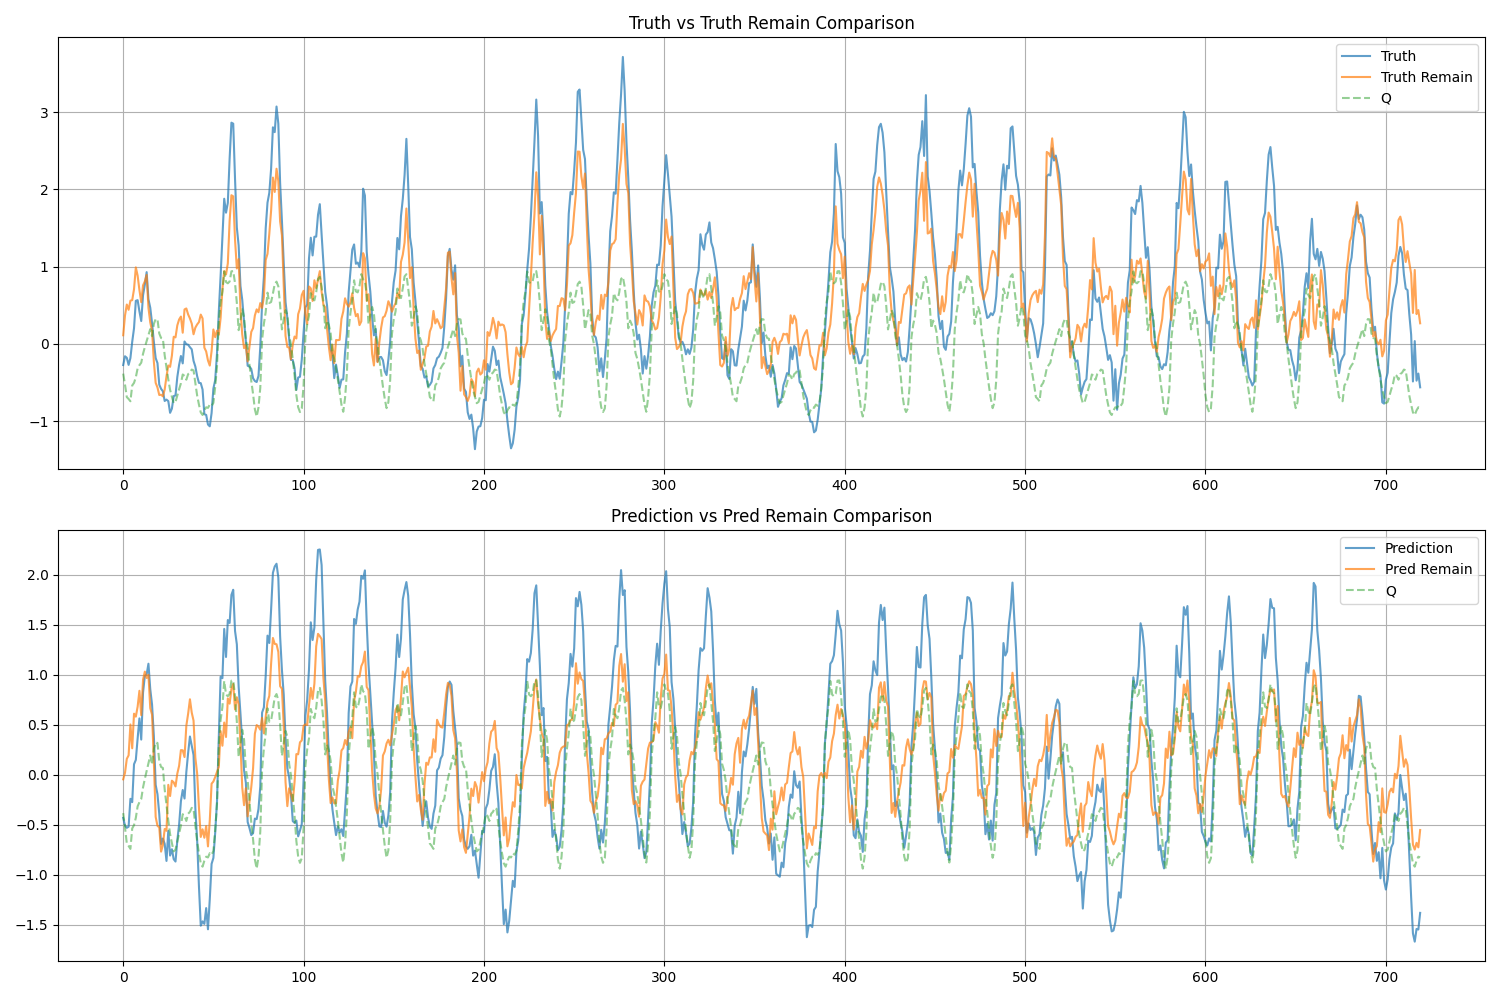 Truth vs Truth Remain Comparison
Truth
Truth Remain
Q
3
2
1
0
−1
0 100 200 300 400 500 600 700
Prediction vs Pred Remain Comparison
Prediction
Pred Remain
Q
2.0
1.5
1.0
0.5
0.0
−0.5
−1.0
−1.5
0 100 200 300 400 500 600 700